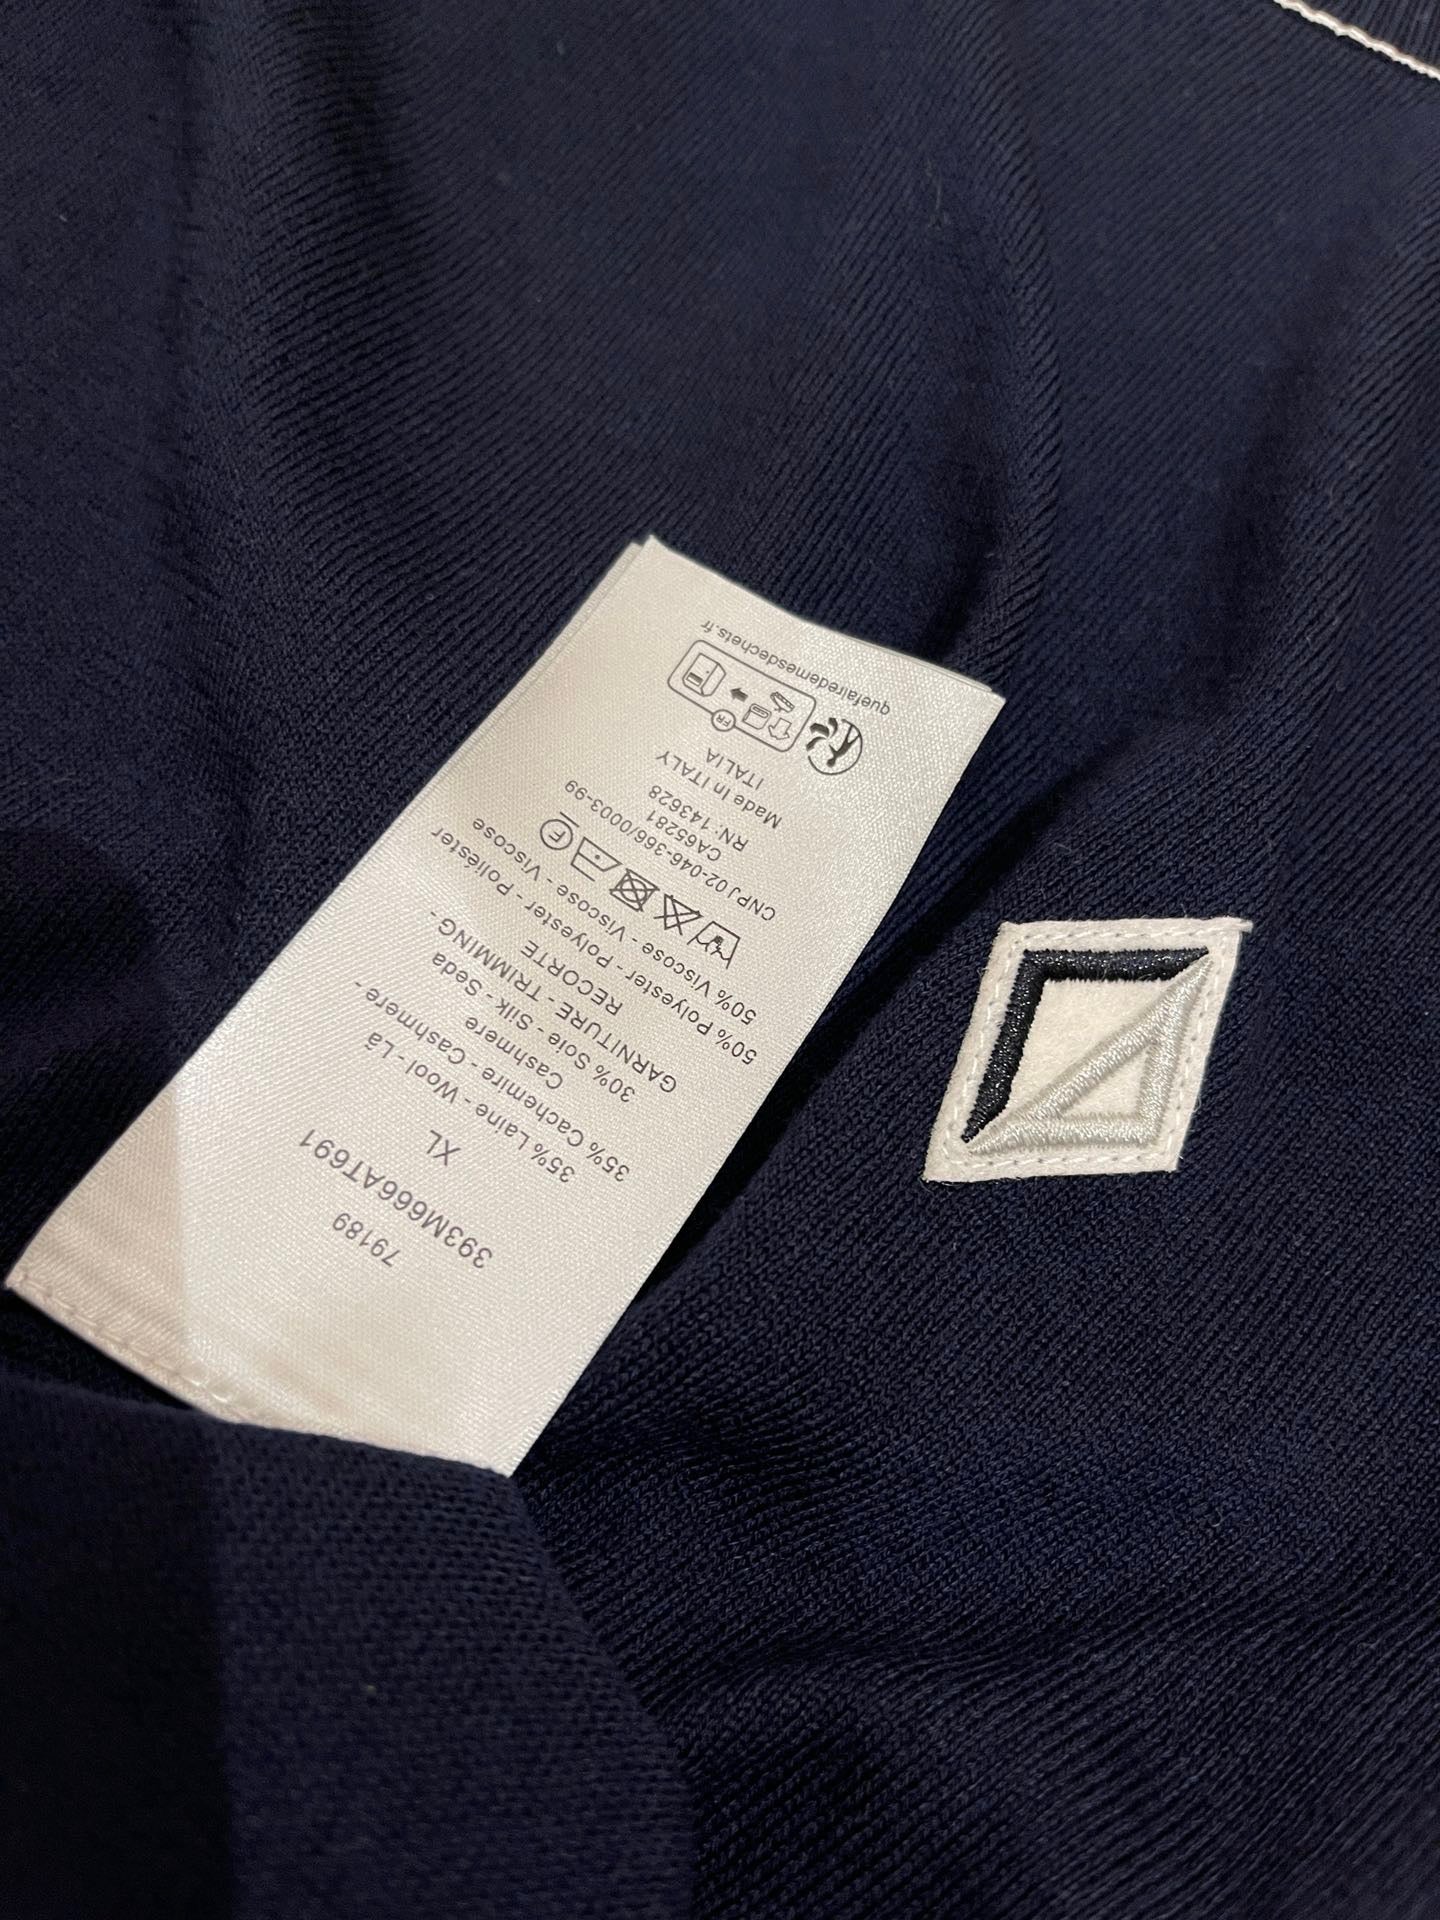 79189
393M666AT691
XL
35% Laine - Wool - Lã
35% Cachemire - Cashmere -
Cashmere
30% Soie - Silk - Seda
GARNITURE - TRIMMING -
RECORTE
50% Polyester - Polyester - Poliéster
50% Viscose - Viscose - Viscose
F
CNPJ 02-046-366/0003-99
CA65281
RN: 143628
Made In ITALY
ITALIA
FR
quefairedemesdechets.fr